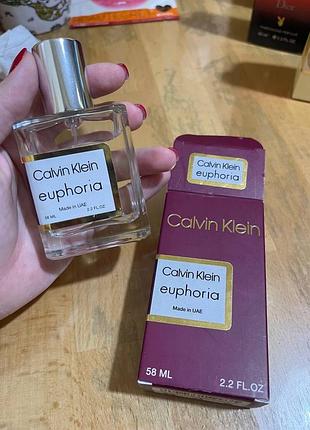 Dior
Calvin Klein
euphoria
Made in UAE
58 ML
2.2 FL.OZ
Calvin Klein
euphoria
Calvin Klein
Calvin Klein
euphoria
Made in UAE
58 ML
2.2 FL.OZ